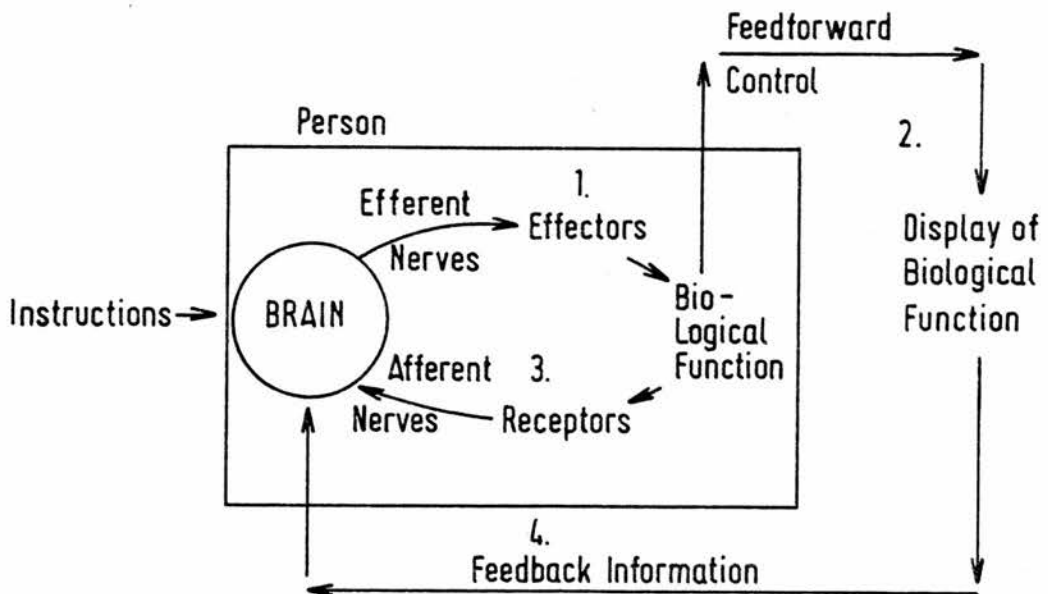 Feedforward
Control
Person
2.
1.
Efferent
Effectors
Nerves
Display of
Biological
Function
Instructions
BRAIN
Bio-
Logical
Function
Afferent 3.
Nerves
Receptors
4.
Feedback Information